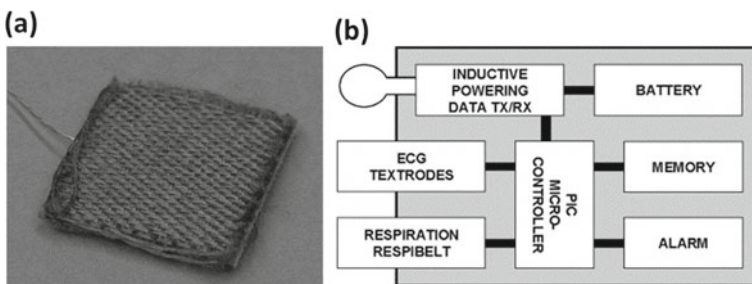 (a)
(b)
INDUCTIVE
POWERING
DATA TX/RX
BATTERY
ECG
TEXTRODES
PIC
MICRO-
CONTROLLER
MEMORY
RESPIRATION
RESPIBELT
ALARM